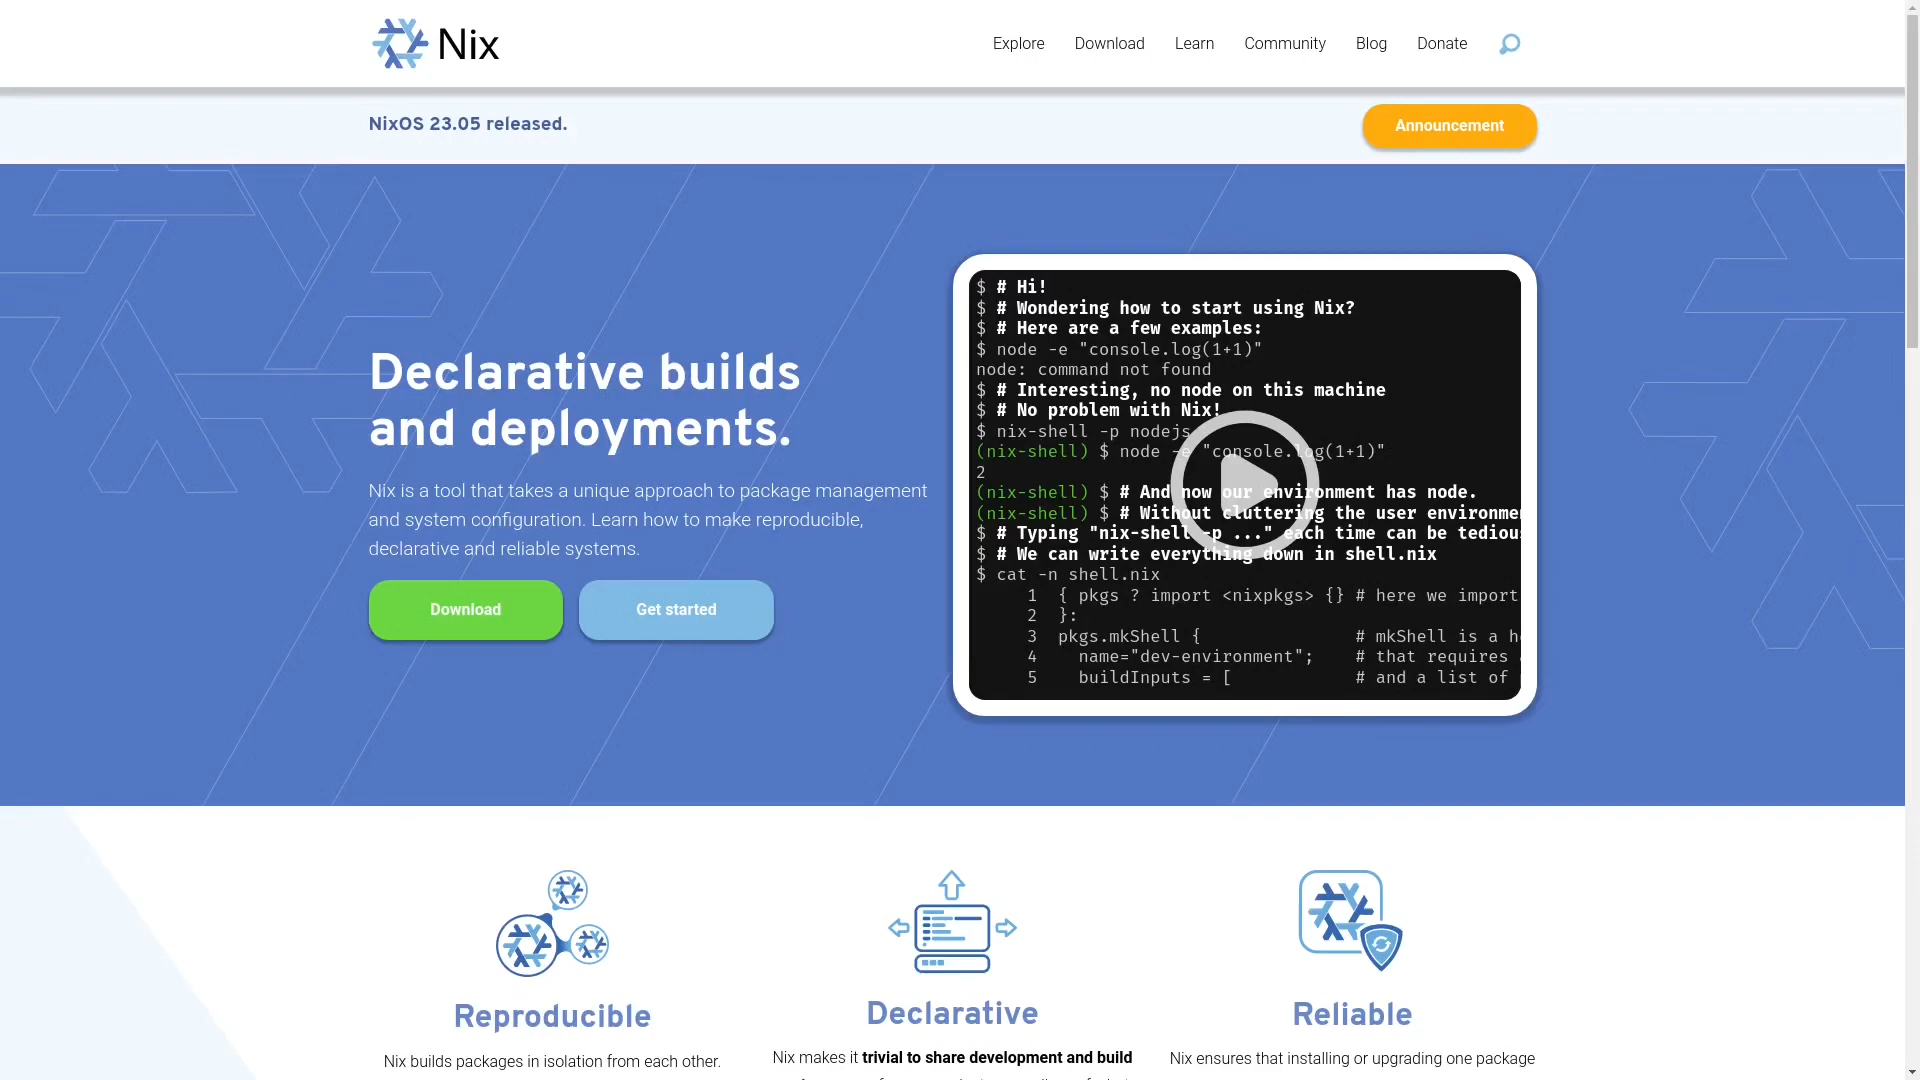 Nix
Explore Download Learn Community Blog Donate
NixOS 23.05 released.
Announcement
Declarative builds
and deployments.
Nix is a tool that takes a unique approach to package management
and system configuration. Learn how to make reproducible,
declarative and reliable systems.
Download
Get started
$ # Hi!
$ # Wondering how to start using Nix?
$ # Here are a few examples:
$ node -e "console.log(1+1)"
node: command not found
$ # Interesting, no node on this machine
$ # No problem with Nix!
$ nix-shell -p nodejs
(nix-shell) $ node -e "console.log(1+1)"
2
(nix-shell) $ # And now our environment has node.
(nix-shell) $ # Without cluttering the user environme
$ # Typing "nix-shell -p ..." each time can be tediou
$ # We can write everything down in shell.nix
$ cat -n shell.nix
1 { pkgs ? import <nixpkgs> {} # here we import
2 }:
3 pkgs.mkShell { # mkShell is a h
4 name="dev-environment"; # that requires
5 buildInputs = [ # and a list of
Reproducible
Nix builds packages in isolation from each other.
Declarative
Nix makes it trivial to share development and build
Reliable
Nix ensures that installing or upgrading one package